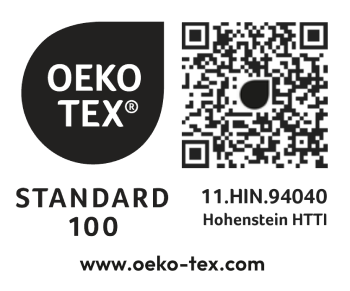 OEKO
TEX®
STANDARD
100
11.HIN.94040
Hohenstein HTTI
www.oeko-tex.com